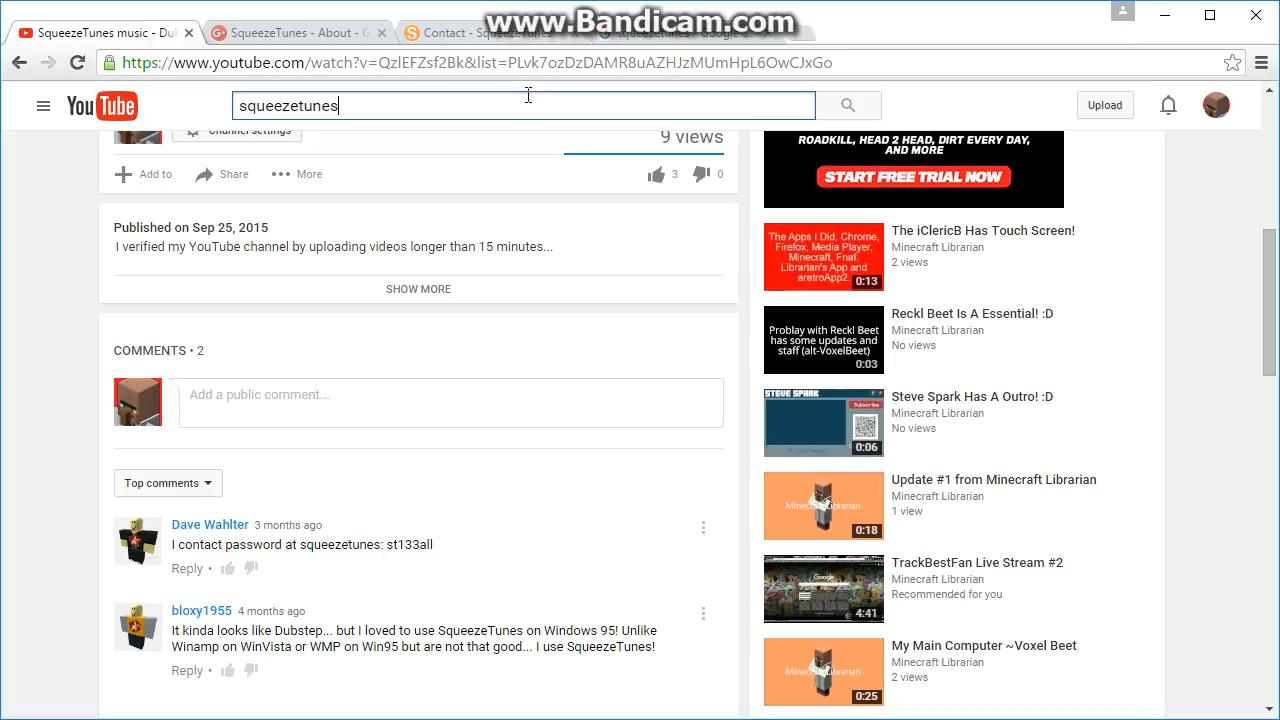 www.Bandicam.com
SqueezeTunes music - Dul
SqueezeTunes - About - G
Contact - SqueezeTunes
squeezetunes - Google S
https://www.youtube.com/watch?v=QzlEFZsf2Bk&list=PLvk7ozDzDAMR8uAZHJzMUmHpL6OwCJxGo
YouTube
squeezetunes
Upload
Channel settings
9 views
Add to
Share
More
3
0
Published on Sep 25, 2015
I verify my YouTube channel by uploading videos longer than 15 minutes...
SHOW MORE
COMMENTS • 2
Add a public comment...
Top comments
Dave Wahlter 3 months ago
contact password at squeezetunes: st133all
Reply •
bloxy1955 4 months ago
It kinda looks like Dubstep... but I loved to use SqueezeTunes on Windows 95! Unlike
Winamp on WinVista or WMP on Win95 but are not that good... I use SqueezeTunes!
Reply •
ROADKILL, HEAD 2 HEAD, DIRT EVERY DAY,
AND MORE
START FREE TRIAL NOW
The Apps I Did, Chrome,
Firefox, Media Player,
Minecraft, Fnaf,
Librarian's App and
eretroApp2.
0:13
The iClericB Has Touch Screen!
Minecraft Librarian
2 views
Problay with Reckl Beet
has some updates and
staff (alt-VoxelBeet)
0:03
Reckl Beet Is A Essential! :D
Minecraft Librarian
No views
STEVE SPARK
Subscribe
0:06
Steve Spark Has A Outro! :D
Minecraft Librarian
No views
Minecraft Librarian
0:18
Update #1 from Minecraft Librarian
Minecraft Librarian
1 view
Google
4:41
TrackBestFan Live Stream #2
Minecraft Librarian
Recommended for you
Minecraft Librarian
0:25
My Main Computer ~Voxel Beet
Minecraft Librarian
2 views